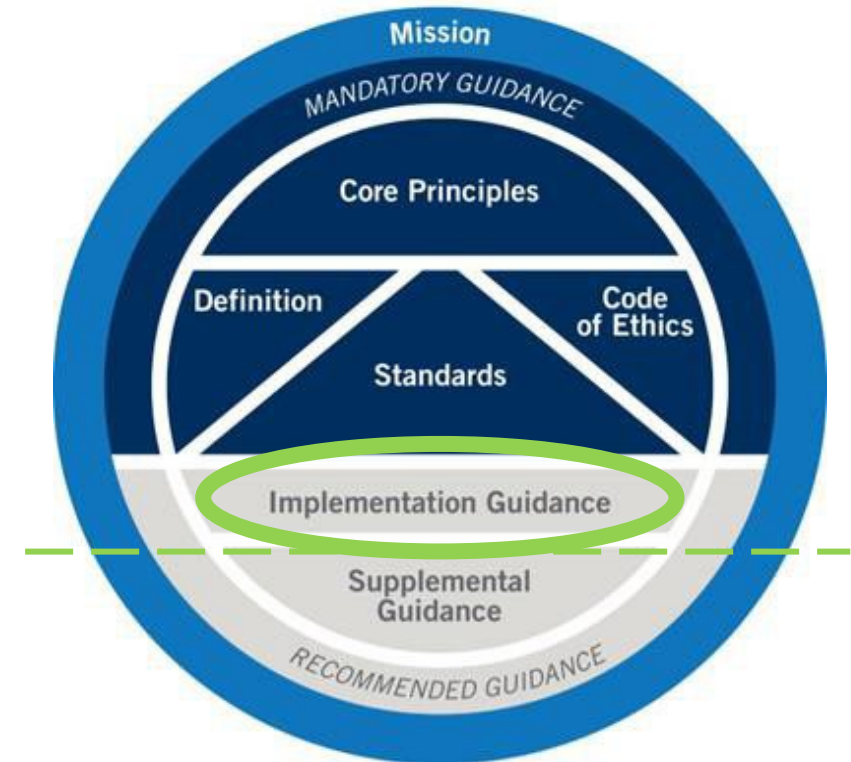 Mission
MANDATORY GUIDANCE
Core Principles
Definition
Code
of Ethics
Standards
Implementation Guidance
Supplemental
Guidance
RECOMMENDED GUIDANCE